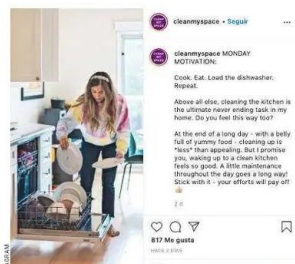 cleanmyspace • Seguir
cleanmyspace MONDAY
MOTIVATION:
Cook. Eat. Load the dishwasher.
Repeat.
Above all else, cleaning the kitchen is
the ultimate never ending task in my
home. Do you feel this way too?
At the end of a long day - with a belly
full of yummy food - cleaning up is
*less* than appealing. But I promise
you, waking up to a clean kitchen
feels so good. A little maintenance
throughout the day goes a long way!
Stick with it - your efforts will pay off
2 d
817 Me gusta
HACE 2 DÍAS